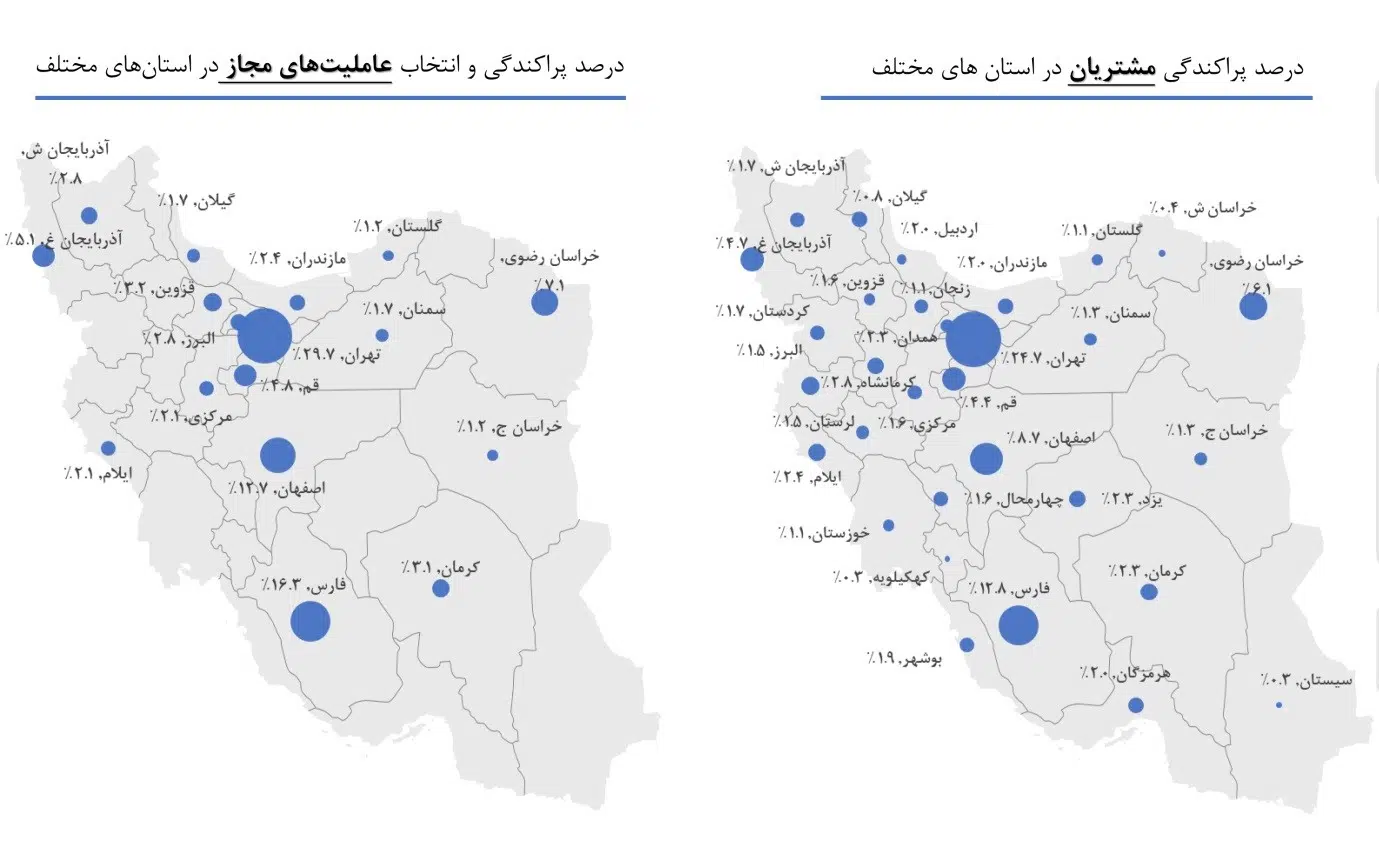 درصد پراکندگی مشتریان در استان های مختلف
آذربایجان ش, ٪۱.۷
گیلان, ٪۰.۸
خراسان ش, ٪۰.۴
اردبیل, ٪۲.۰
گلستان, ٪۱.۱
آذربایجان غ, ٪۴.۷
مازندران, ٪۲.۰
خراسان رضوی,
٪۶.۱
قزوین, ٪۱.۶
زنجان, ٪۱.۱
کردستان, ٪۱.۷
سمنان, ٪۱.۳
همدان, ٪۲.۳
البرز, ٪۱.۵
تهران, ٪۲۴.۷
کرمانشاه, ٪۲.۸
قم, ٪۴.۴
لرستان, ٪۱.۵
مرکزی, ٪۱.۶
خراسان ج, ٪۱.۳
اصفهان, ٪۸.۷
ایلام, ٪۲.۴
چهارمحال, ٪۱.۶
یزد, ٪۲.۳
خوزستان, ٪۱.۱
کهکیلویه, ٪۰.۳
کرمان, ٪۲.۳
فارس, ٪۱۲.۸
بوشهر, ٪۱.۹
هرمزگان, ٪۲.۰
سیستان, ٪۰.۳
درصد پراکندگی و انتخاب عاملیت‌های مجاز در استان‌های مختلف
آذربایجان ش,
٪۲.۸
گیلان, ٪۱.۷
گلستان, ٪۱.۲
آذربایجان غ, ٪۵.۱
مازندران, ٪۲.۴
خراسان رضوی,
٪۷.۱
قزوین, ٪۳.۲
سمنان, ٪۱.۷
البرز, ٪۲.۸
تهران, ٪۲۹.۷
قم, ٪۴.۸
مرکزی, ٪۲.۱
خراسان ج, ٪۱.۲
ایلام, ٪۲.۱
اصفهان, ٪۱۲.۷
کرمان, ٪۳.۱
فارس, ٪۱۶.۳